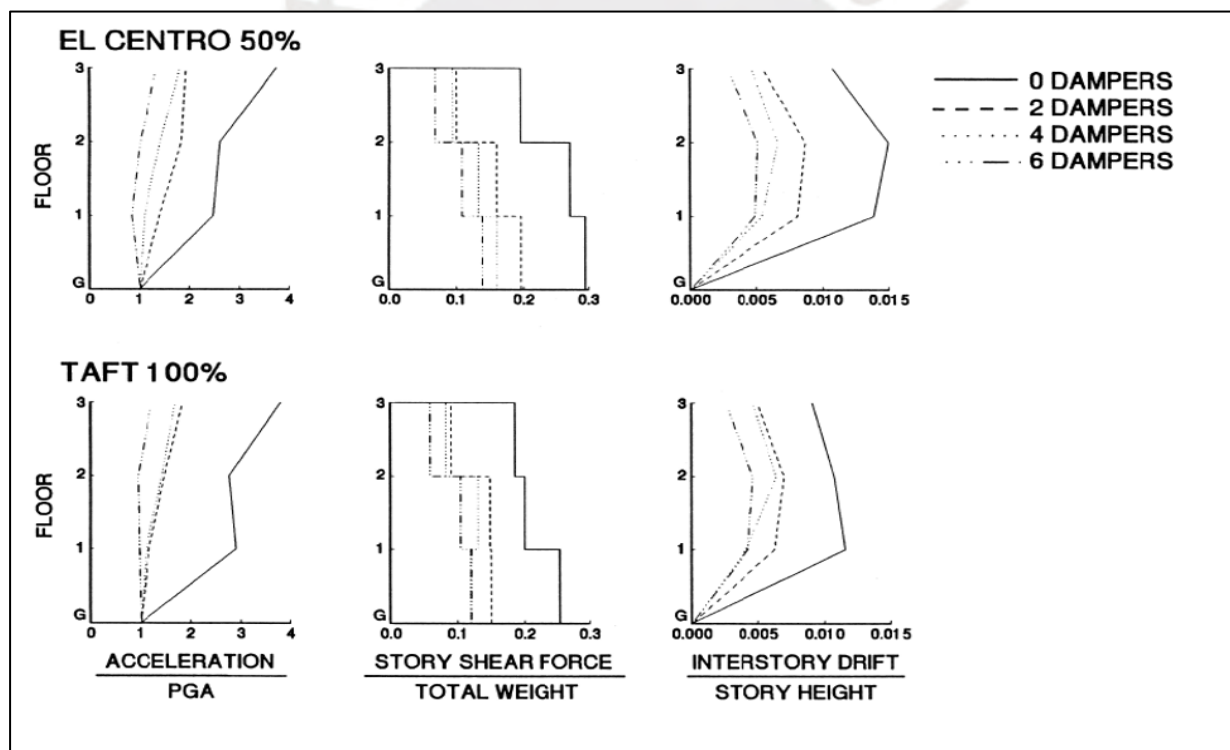 EL CENTRO 50%
3
2
1
G
FLOOR
0 1 2 3 4
0.0 0.1 0.2 0.3
3
2
1
G
0.000 0.005 0.010 0.015
3
2
1
G
0 DAMPERS
2 DAMPERS
4 DAMPERS
6 DAMPERS
TAFT 100%
3
2
1
G
FLOOR
0 1 2 3 4
ACCELERATION
PGA
3
2
1
G
0.0 0.1 0.2 0.3
STORY SHEAR FORCE
TOTAL WEIGHT
3
2
1
G
0.000 0.005 0.010 0.015
INTERSTORY DRIFT
STORY HEIGHT